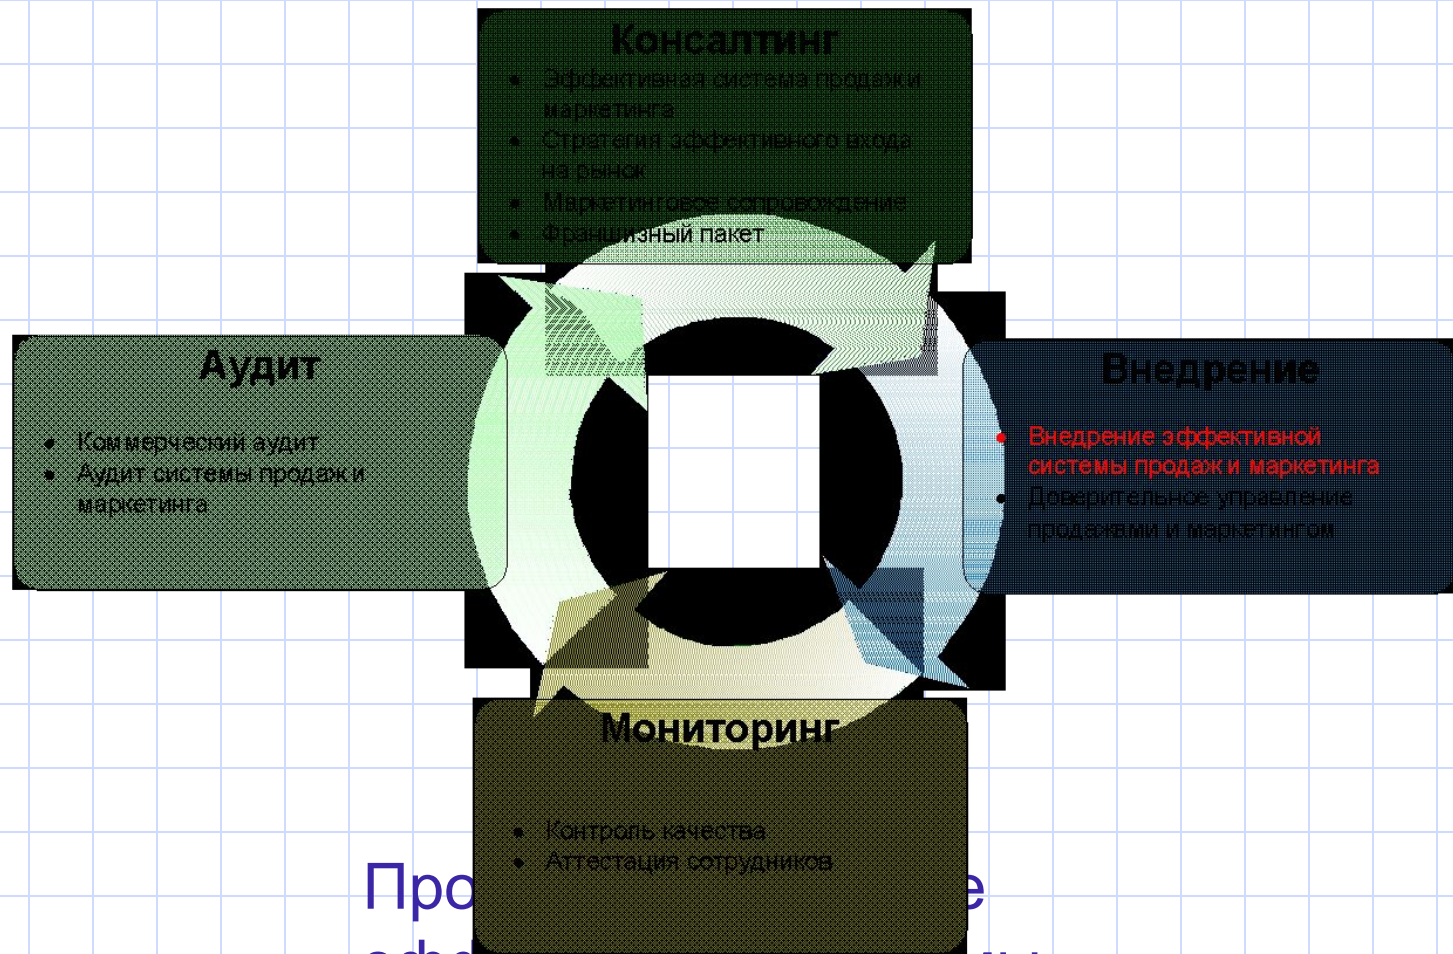 Консалтинг
• Эффективная система продаж и
маркетинга
• Стратегия эффективного входа
на рынок
• Маркетинговое сопровождение
• Франшизный пакет
Аудит
• Коммерческий аудит
• Аудит системы продаж и
маркетинга
Внедрение
• Внедрение эффективной
системы продаж и маркетинга
• Доверительное управление
продажами и маркетингом
Мониторинг
• Контроль качества
• Аттестация сотрудников